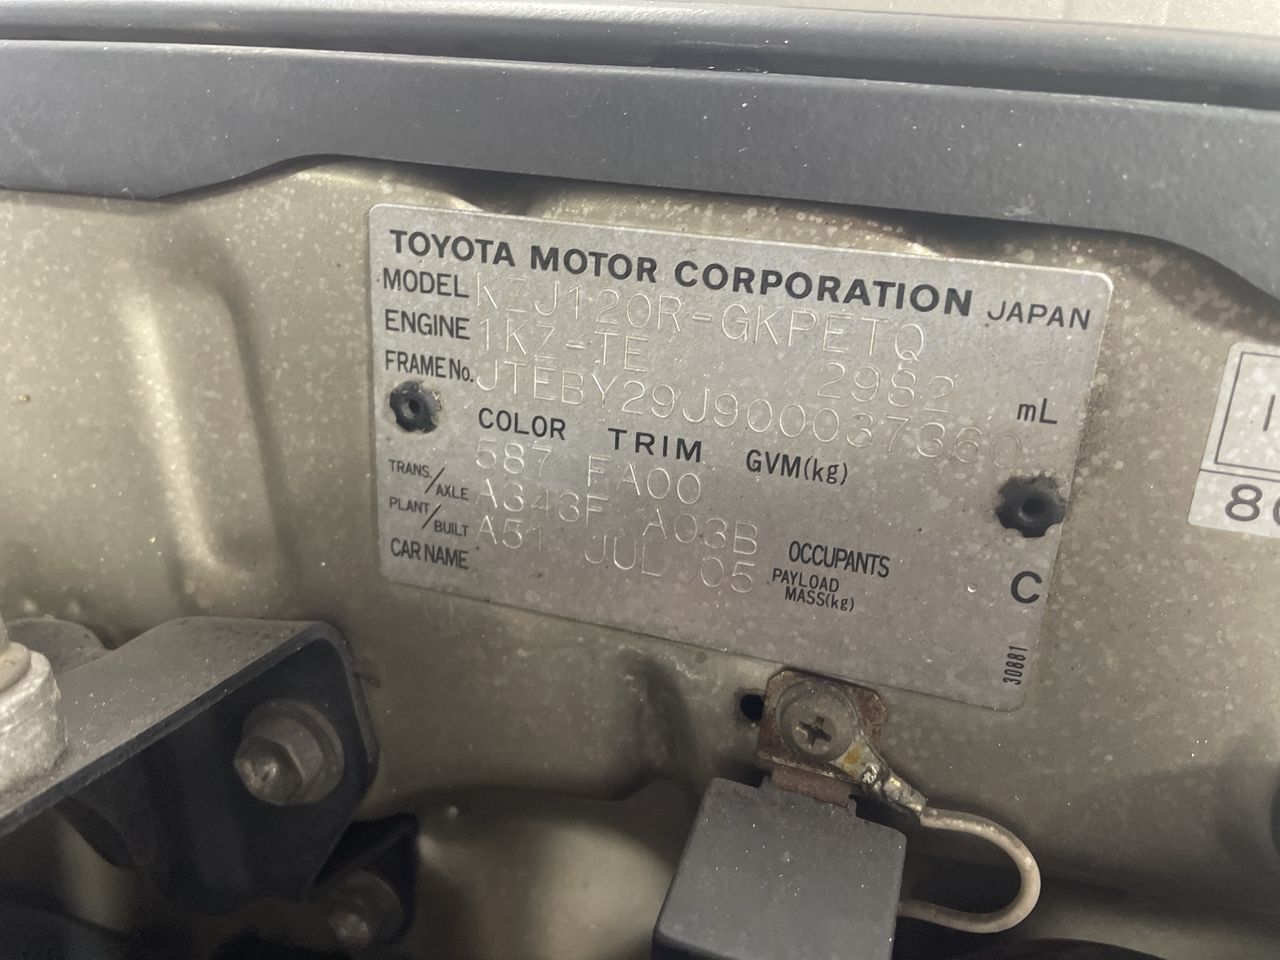 TOYOTA MOTOR CORPORATION JAPAN
MODEL KZJ120R-GKPETQ
ENGINE 1KZ-TE 2982 mL
FRAME No. JTEBY29J900037360
COLOR TRIM GVM(kg)
587 FA00
TRANS./AXLE A343F A03B
PLANT/BUILT A51 JUL 05 OCCUPANTS
CAR NAME PAYLOAD MASS(kg) C
30881